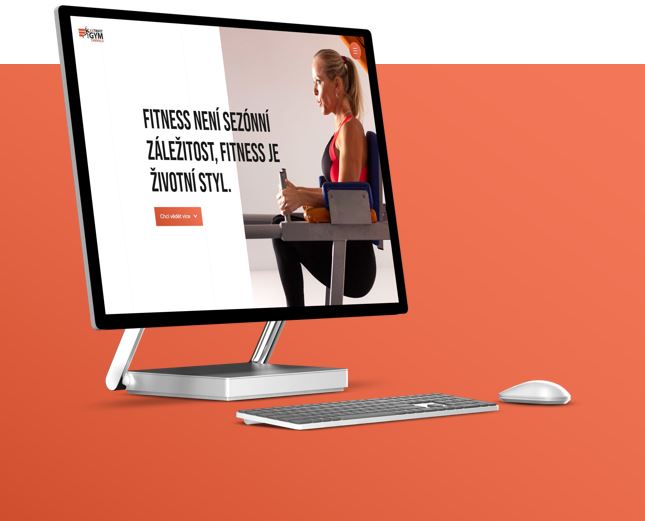 GYM
FITNESS NENÍ SEZÓNNÍ
ZÁLEŽITOST, FITNESS JE
ŽIVOTNÍ STYL.
Chci vědět více